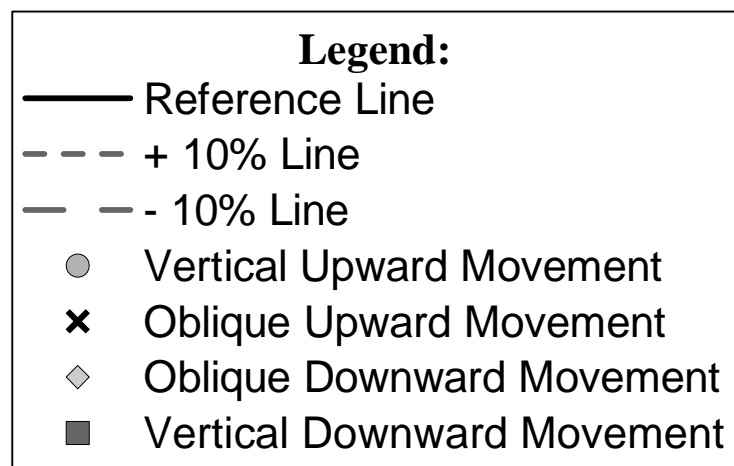 Legend:
Reference Line
+ 10% Line
- 10% Line
Vertical Upward Movement
Oblique Upward Movement
Oblique Downward Movement
Vertical Downward Movement